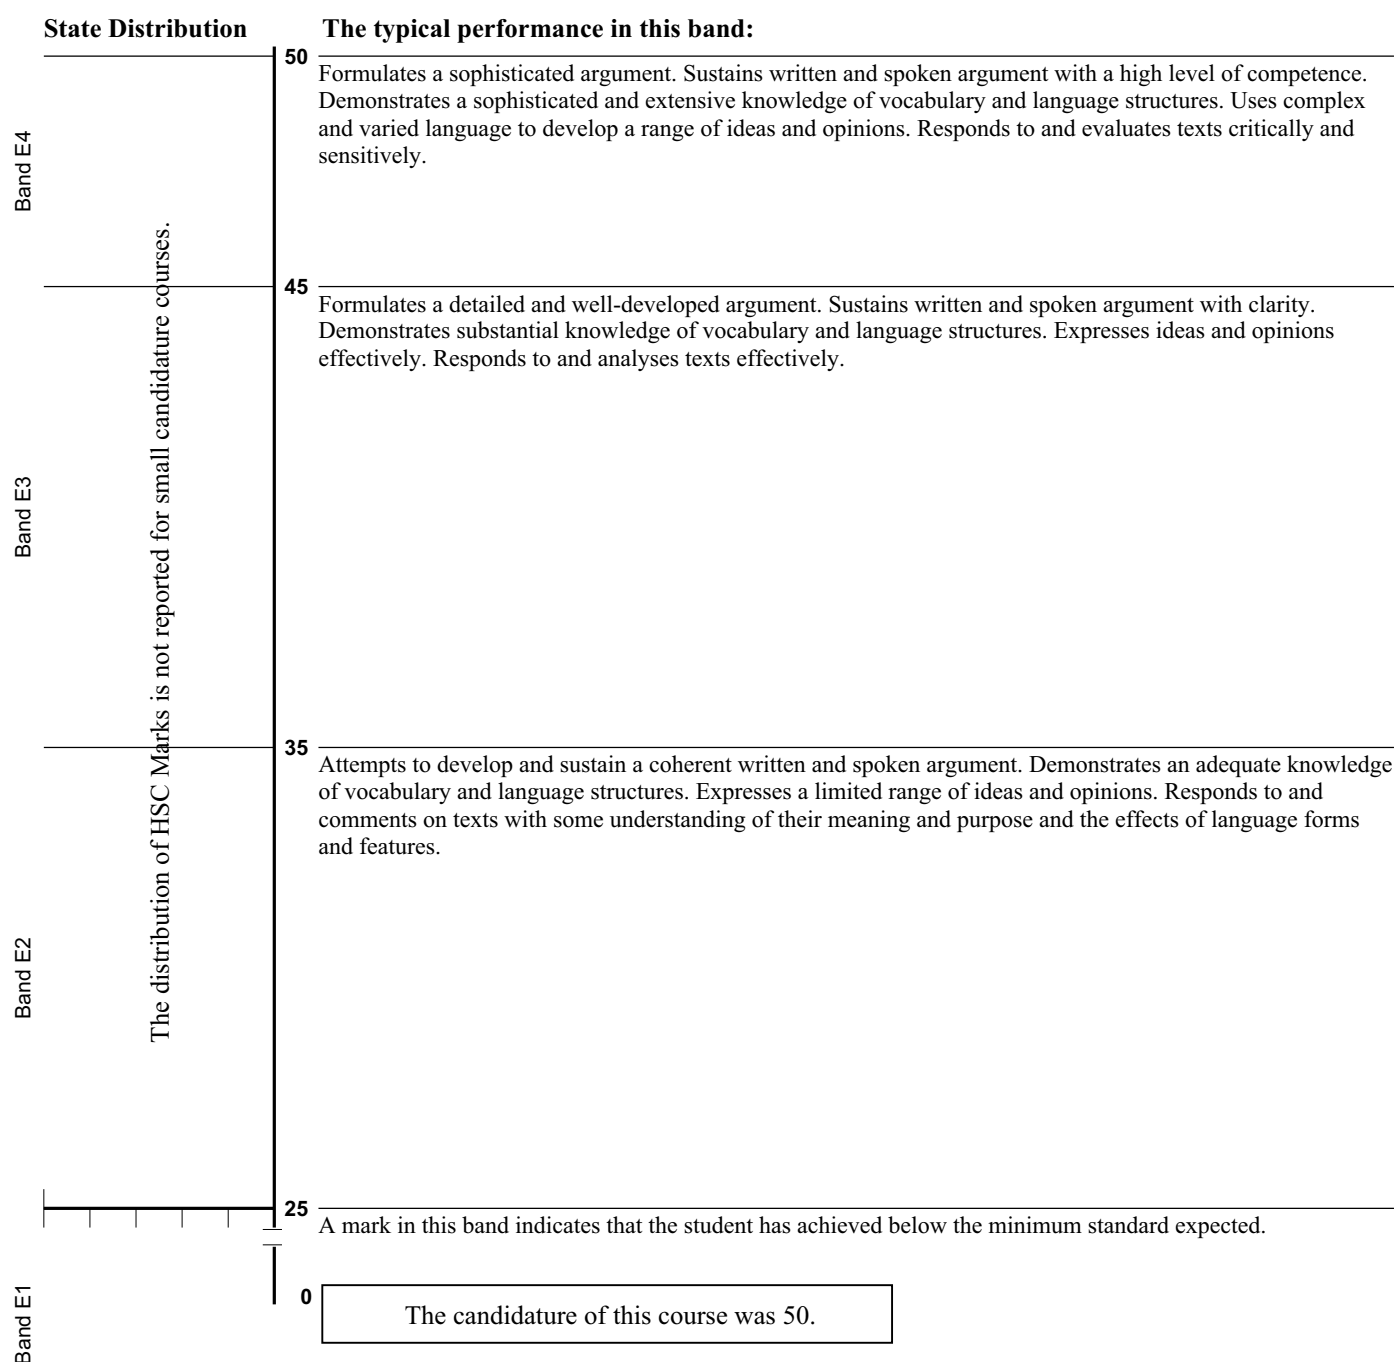 State Distribution
The typical performance in this band:
50
Formulates a sophisticated argument. Sustains written and spoken argument with a high level of competence.
Demonstrates a sophisticated and extensive knowledge of vocabulary and language structures. Uses complex
and varied language to develop a range of ideas and opinions. Responds to and evaluates texts critically and
sensitively.
Band E4
The distribution of HSC Marks is not reported for small candidature courses.
45
Formulates a detailed and well-developed argument. Sustains written and spoken argument with clarity.
Demonstrates substantial knowledge of vocabulary and language structures. Expresses ideas and opinions
effectively. Responds to and analyses texts effectively.
Band E3
35
Attempts to develop and sustain a coherent written and spoken argument. Demonstrates an adequate knowledge
of vocabulary and language structures. Expresses a limited range of ideas and opinions. Responds to and
comments on texts with some understanding of their meaning and purpose and the effects of language forms
and features.
Band E2
25
A mark in this band indicates that the student has achieved below the minimum standard expected.
0
Band E1
The candidature of this course was 50.